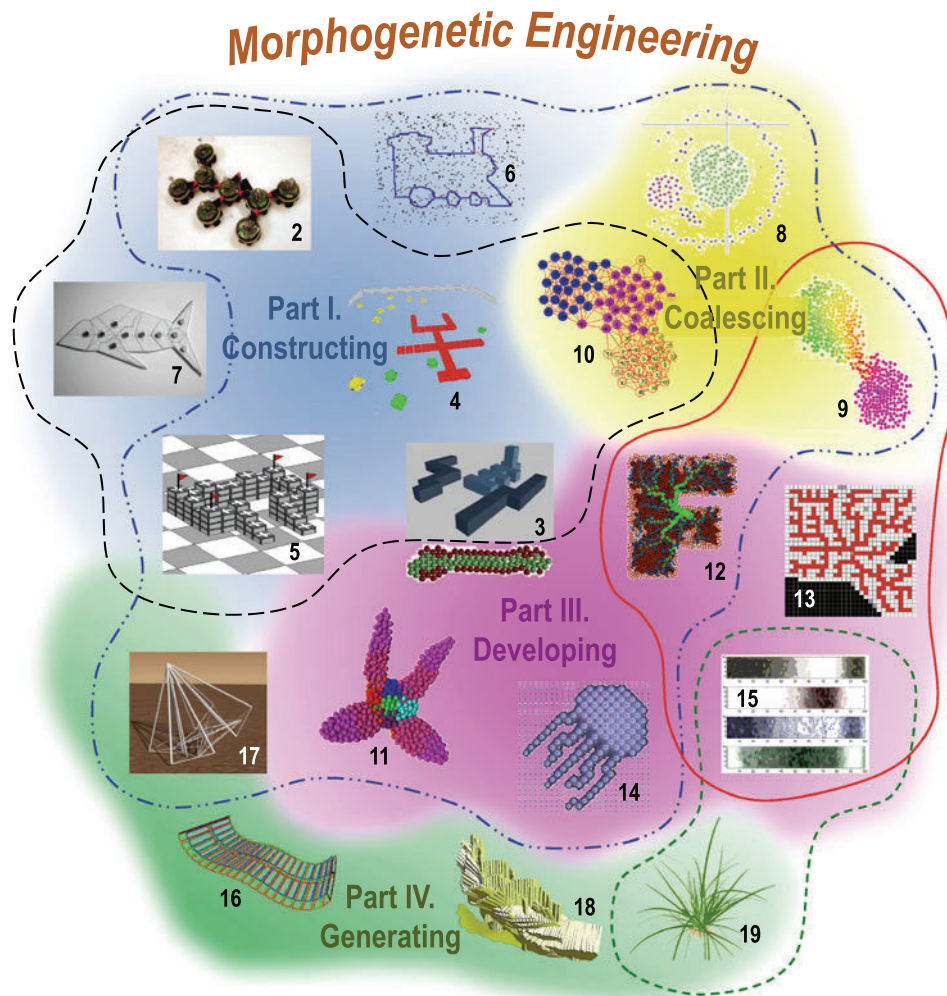 Morphogenetic Engineering
6
8
2
Part I.
Constructing
Part II.
Coalescing
10
7
4
9
5
3
12
13
Part III.
Developing
15
17
11
14
16
Part IV.
Generating
18
19